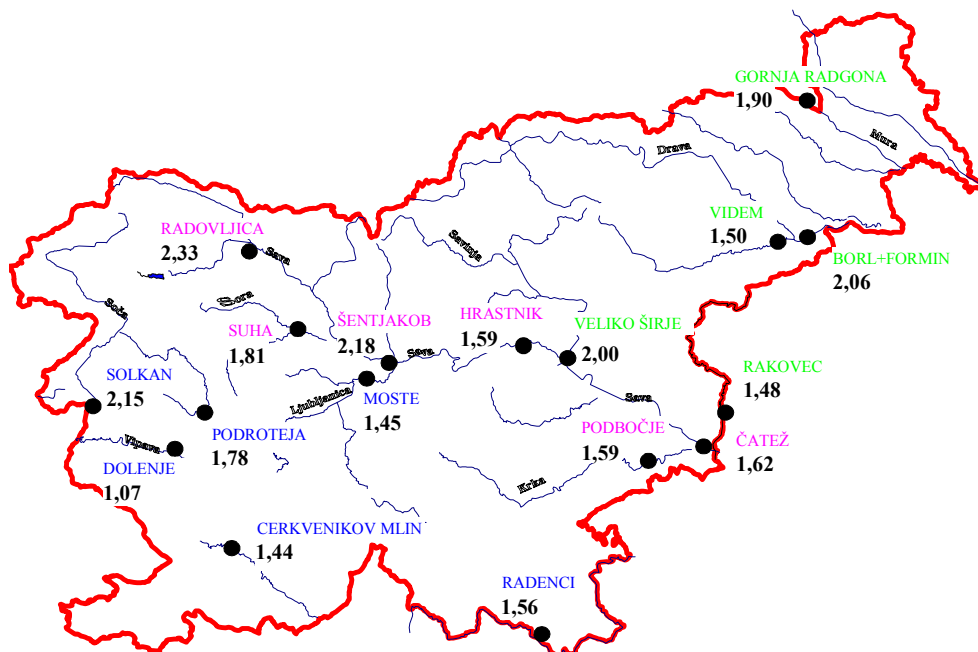 GORNJA RADGONA
1,90
Mura
Drava
VIDEM
1,50
BORL+FORMIN
2,06
RADOVLJICA
2,33
Sava
Savinja
Soča
Sora
SUHA
1,81
ŠENTJAKOB
2,18
Sava
HRASTNIK
1,59
VELIKO ŠIRJE
2,00
RAKOVEC
1,48
SOLKAN
2,15
Ljubljanica
MOSTE
1,45
Sava
PODROTEJA
1,78
Vipava
DOLENJE
1,07
PODBOČJE
1,59
ČATEŽ
1,62
Krka
CERKVENIKOV MLIN
1,44
RADENCI
1,56